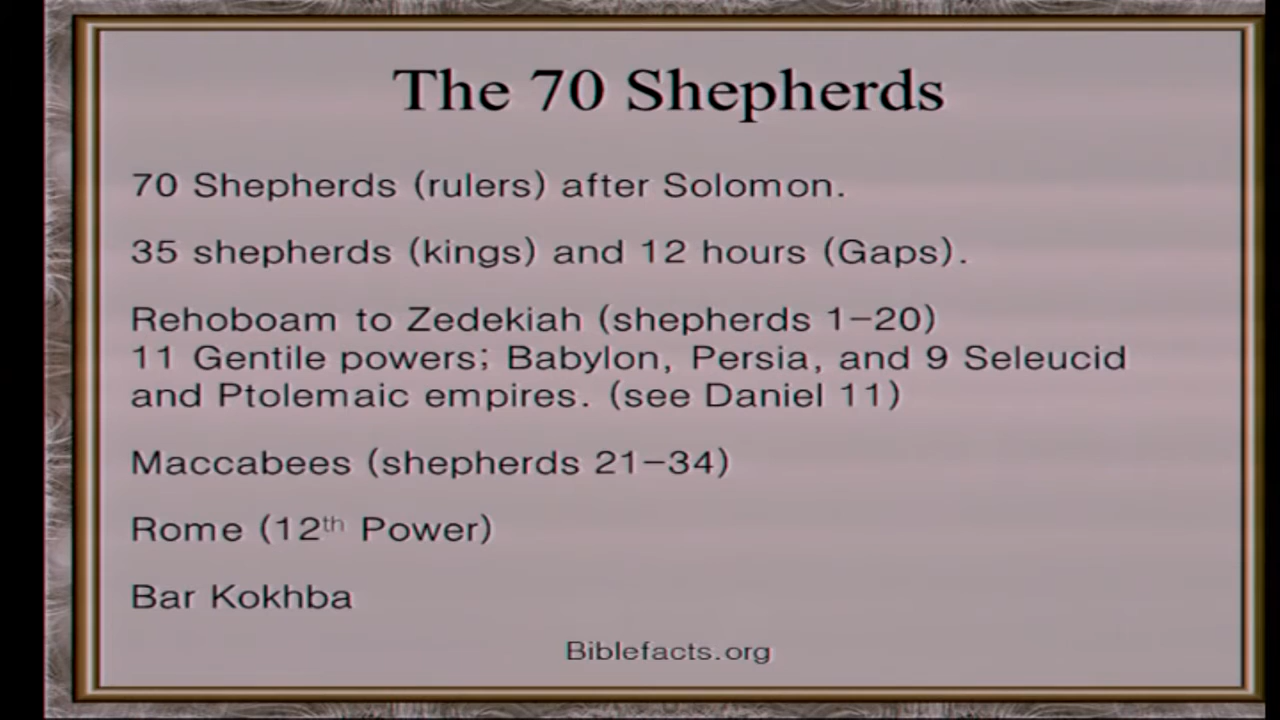 The 70 Shepherds
70 Shepherds (rulers) after Solomon.
35 shepherds (kings) and 12 hours (Gaps).
Rehoboam to Zedekiah (shepherds 1–20)
11 Gentile powers; Babylon, Persia, and 9 Seleucid
and Ptolemaic empires. (see Daniel 11)
Maccabees (shepherds 21–34)
Rome (12th Power)
Bar Kokhba
Biblefacts.org